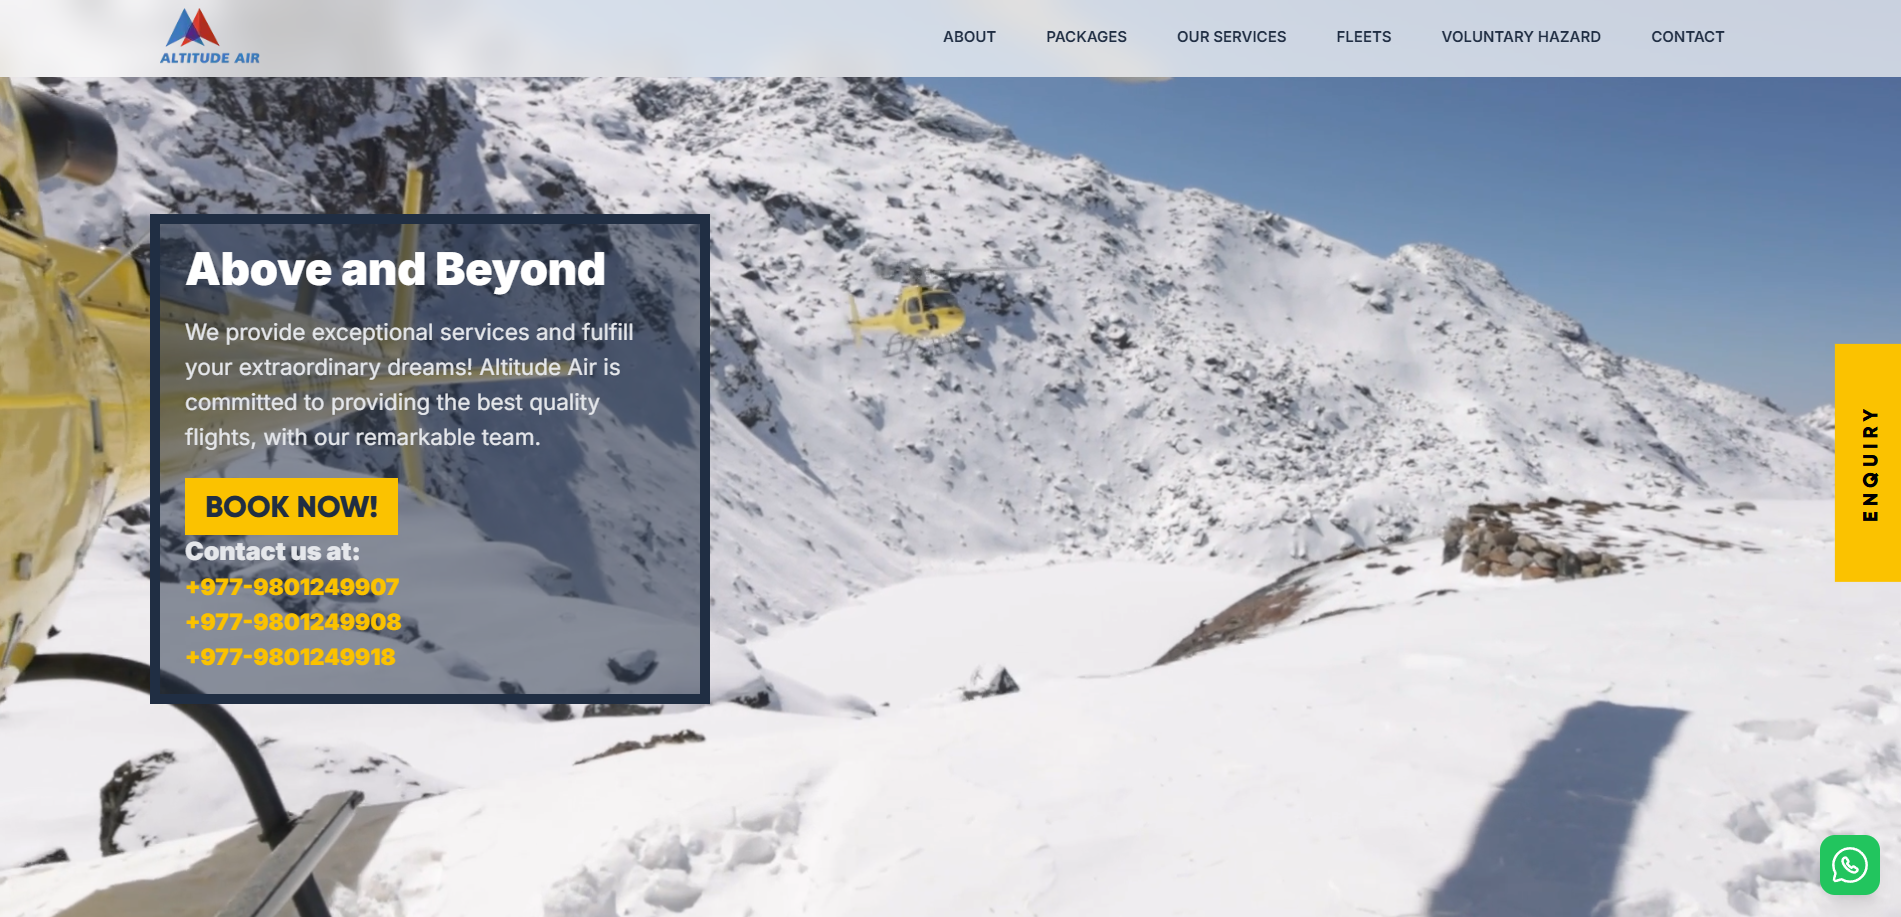 ALTITUDE AIR
ABOUT
PACKAGES
OUR SERVICES
FLEETS
VOLUNTARY HAZARD
CONTACT
Above and Beyond
We provide exceptional services and fulfill
your extraordinary dreams! Altitude Air is
committed to providing the best quality
flights, with our remarkable team.
BOOK NOW!
Contact us at:
+977-9801249907
+977-9801249908
+977-9801249918
ENQUIRY